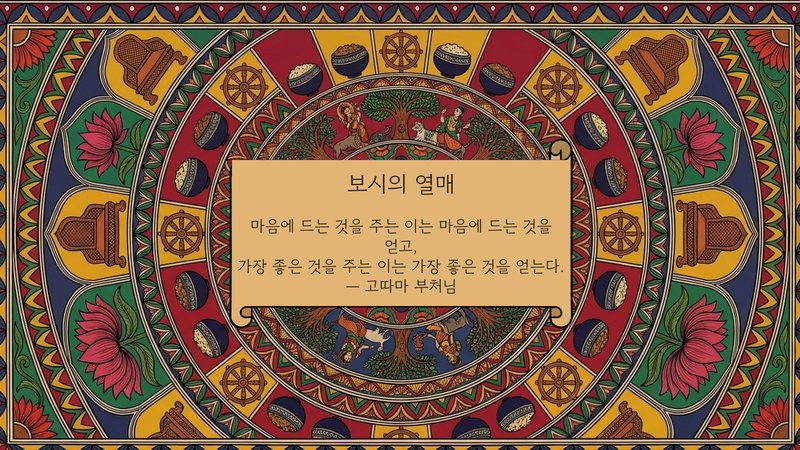 보시의 열매
마음에 드는 것을 주는 이는 마음에 드는 것을
얻고,
가장 좋은 것을 주는 이는 가장 좋은 것을 얻는다.
— 고따마 부처님